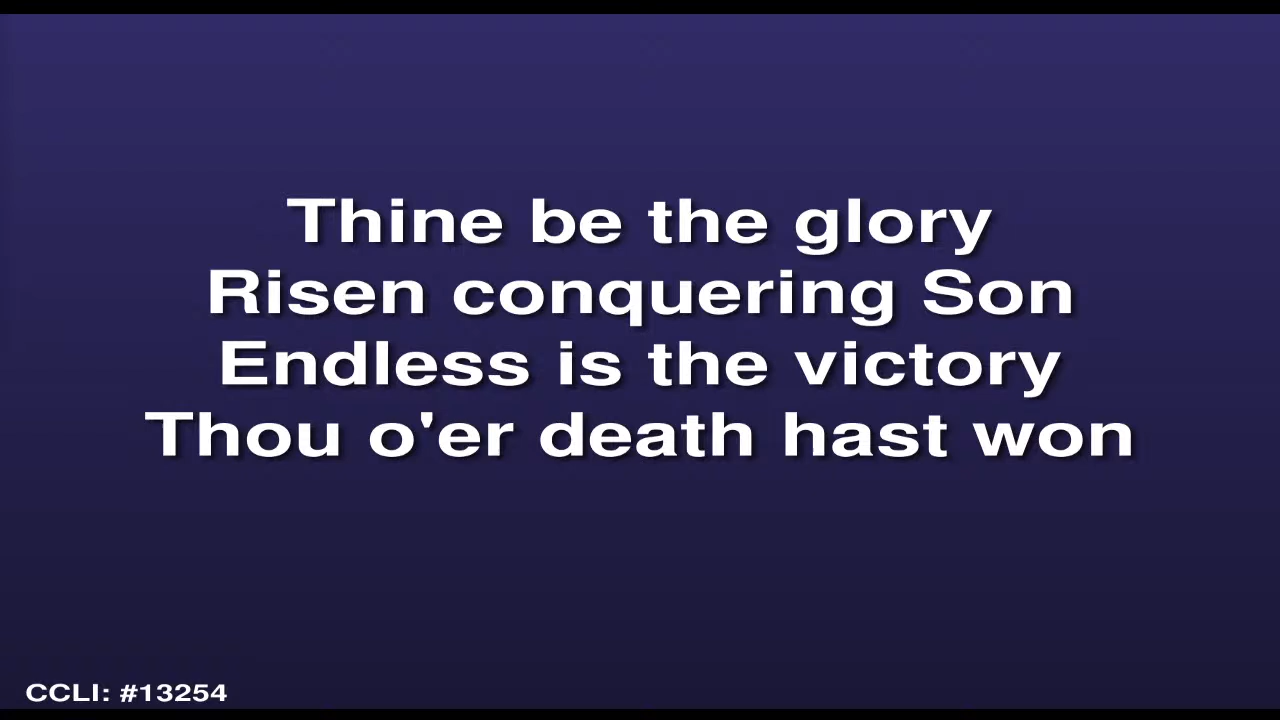 Thine be the glory
Risen conquering Son
Endless is the victory
Thou o'er death hast won
CCLI: #13254